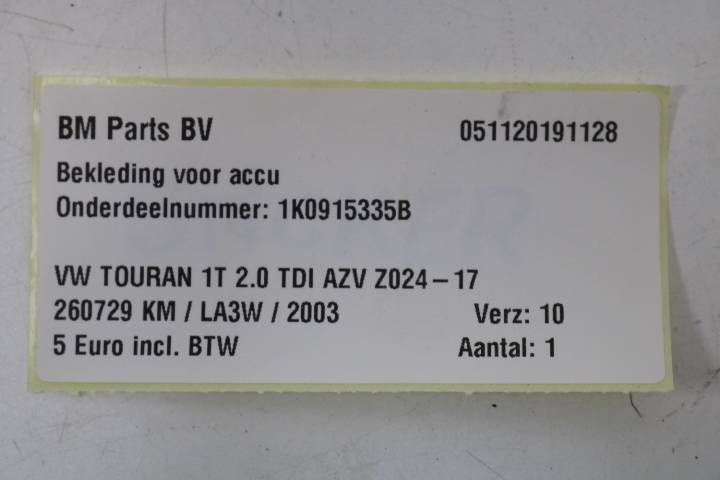 BM Parts BV 051120191128
Bekleding voor accu
Onderdeelnummer: 1K0915335B
VW TOURAN 1T 2.0 TDI AZV Z024 – 17
260729 KM / LA3W / 2003 Verz: 10
5 Euro incl. BTW Aantal: 1